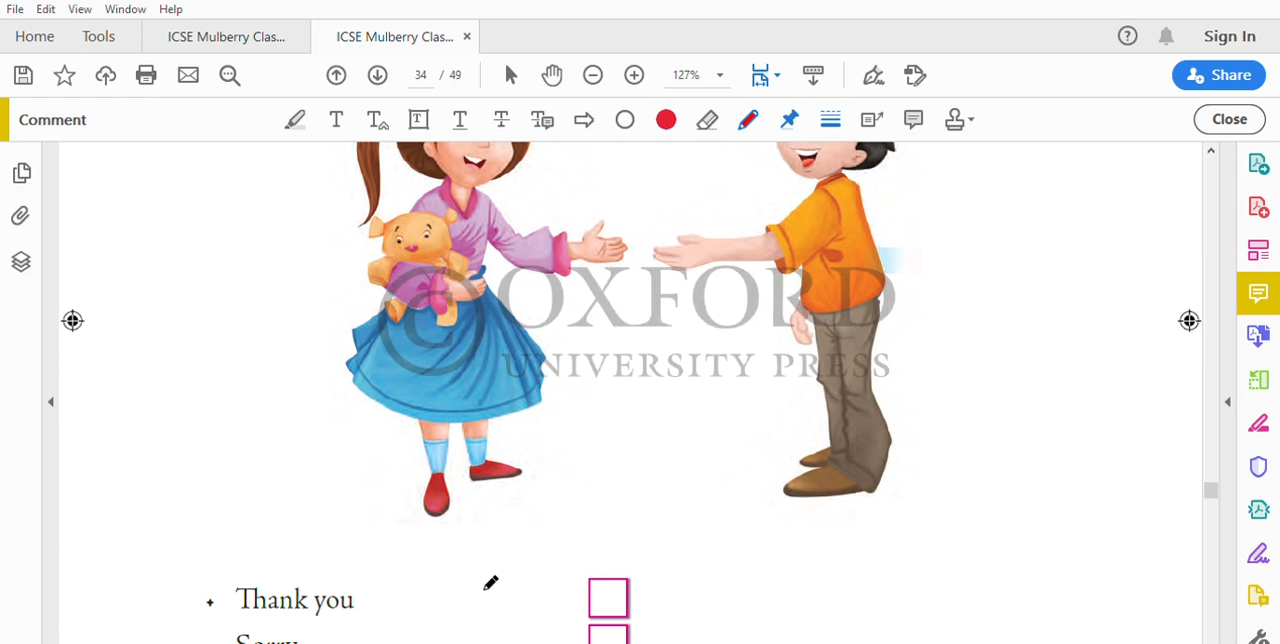 File Edit View Window Help
Home Tools ICSE Mulberry Clas... ICSE Mulberry Clas... × Sign In
34 / 49 127% Share
Comment Close
© OXFORD
UNIVERSITY PRESS
Thank you
Sorry